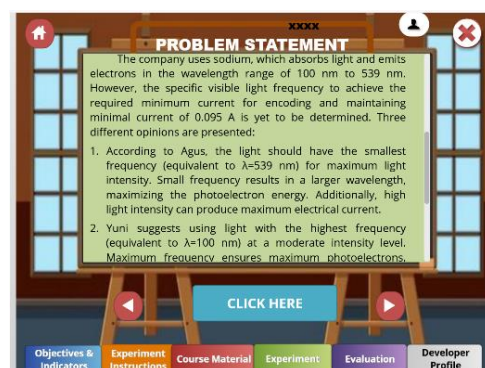 xxxx
PROBLEM STATEMENT
The company uses sodium, which absorbs light and emits
electrons in the wavelength range of 100 nm to 539 nm.
However, the specific visible light frequency to achieve the
required minimum current for encoding and maintaining
minimal current of 0.095 A is yet to be determined. Three
different opinions are presented:
1. According to Agus, the light should have the smallest
frequency (equivalent to λ=539 nm) for maximum light
intensity. Small frequency results in a larger wavelength,
maximizing the photoelectron energy. Additionally, high
light intensity can produce maximum electrical current.
2. Yuni suggests using light with the highest frequency
(equivalent to λ=100 nm) at a moderate intensity level.
Maximum frequency ensures maximum photoelectrons.
CLICK HERE
Objectives &
Indicators
Experiment
Instructions
Course Material
Experiment
Evaluation
Developer
Profile